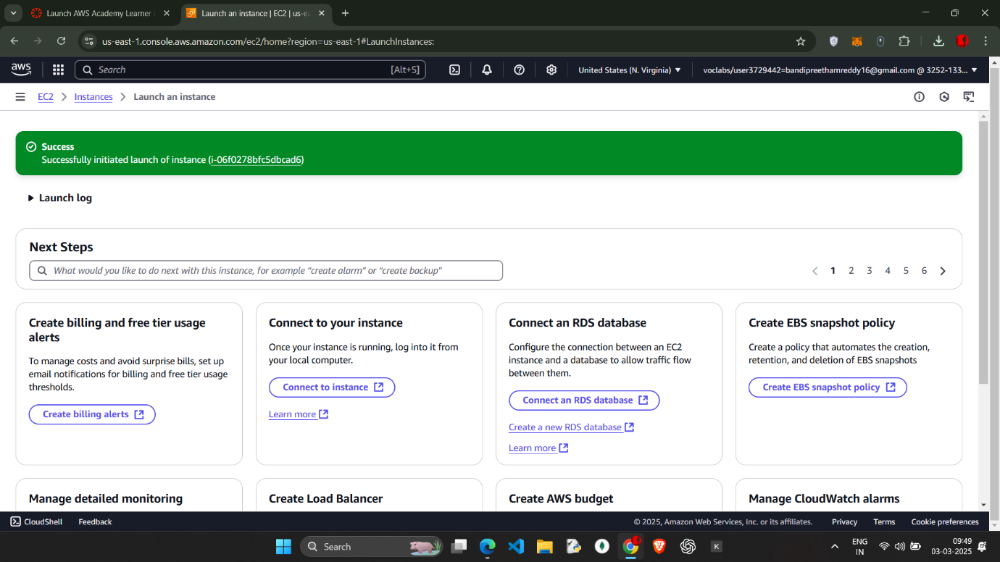 Launch AWS Academy Learner
Launch an instance | EC2 | us-ea
us-east-1.console.aws.amazon.com/ec2/home?region=us-east-1#LaunchInstances:
aws
Search [Alt+S]
United States (N. Virginia)
voclabs/user3729442=bandipreethamreddy16@gmail.com @ 3252-133...
EC2 Instances Launch an instance
Success
Successfully initiated launch of instance (i-06f0278bfc5dbcad6)
Launch log
Next Steps
What would you like to do next with this instance, for example “create alarm” or “create backup”
1 2 3 4 5 6
Create billing and free tier usage
alerts
To manage costs and avoid surprise bills, set up
email notifications for billing and free tier usage
thresholds.
Create billing alerts
Connect to your instance
Once your instance is running, log into it from
your local computer.
Connect to instance
Learn more
Connect an RDS database
Configure the connection between an EC2
instance and a database to allow traffic flow
between them.
Connect an RDS database
Create a new RDS database
Learn more
Create EBS snapshot policy
Create a policy that automates the creation,
retention, and deletion of EBS snapshots
Create EBS snapshot policy
Manage detailed monitoring
Create Load Balancer
Create AWS budget
Manage CloudWatch alarms
CloudShell Feedback
© 2025, Amazon Web Services, Inc. or its affiliates. Privacy Terms Cookie preferences
Search
K
ENG
IN
09:49
03-03-2025